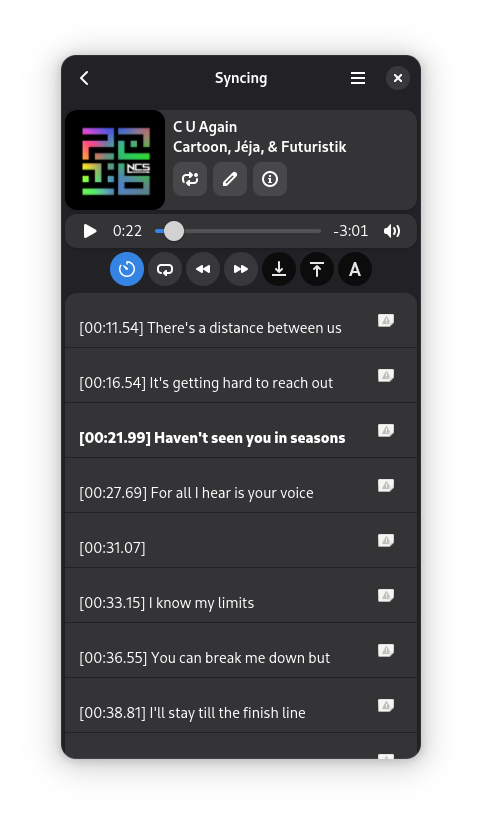 Syncing
C U Again
Cartoon, Jéja, & Futuristik
NCS
0:22
-3:01
A
[00:11.54] There's a distance between us
[00:16.54] It's getting hard to reach out
[00:21.99] Haven't seen you in seasons
[00:27.69] For all I hear is your voice
[00:31.07]
[00:33.15] I know my limits
[00:36.55] You can break me down but
[00:38.81] I'll stay till the finish line